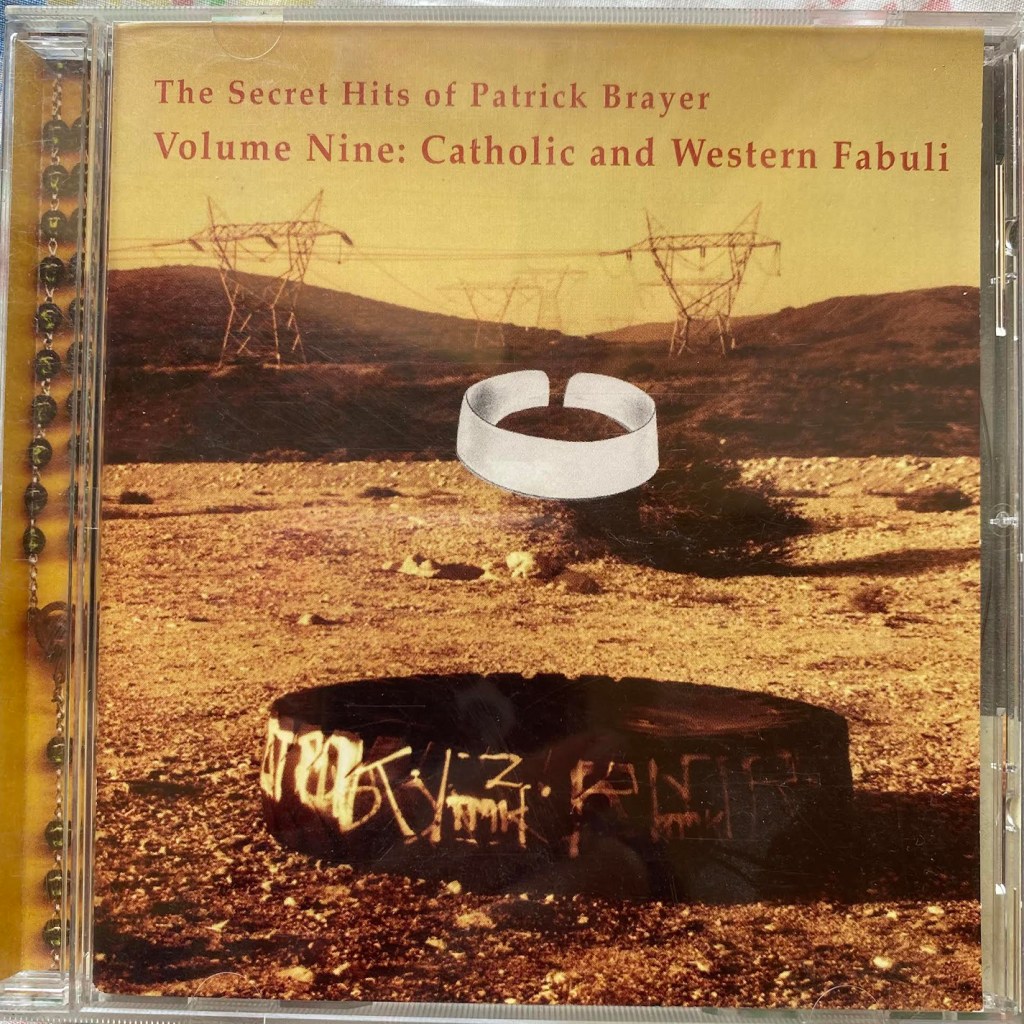 The Secret Hits of Patrick Brayer
Volume Nine: Catholic and Western Fabuli